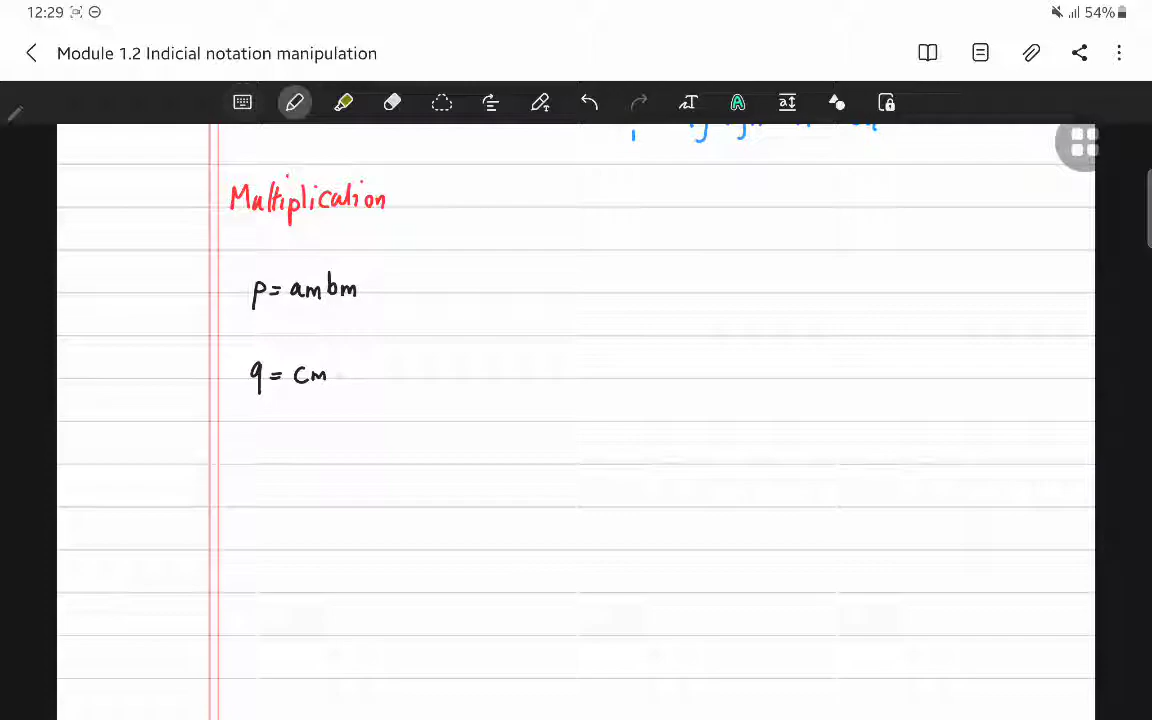 12:29 54%
Module 1.2 Indicial notation manipulation
Multiplication
p = am bm
q = cm